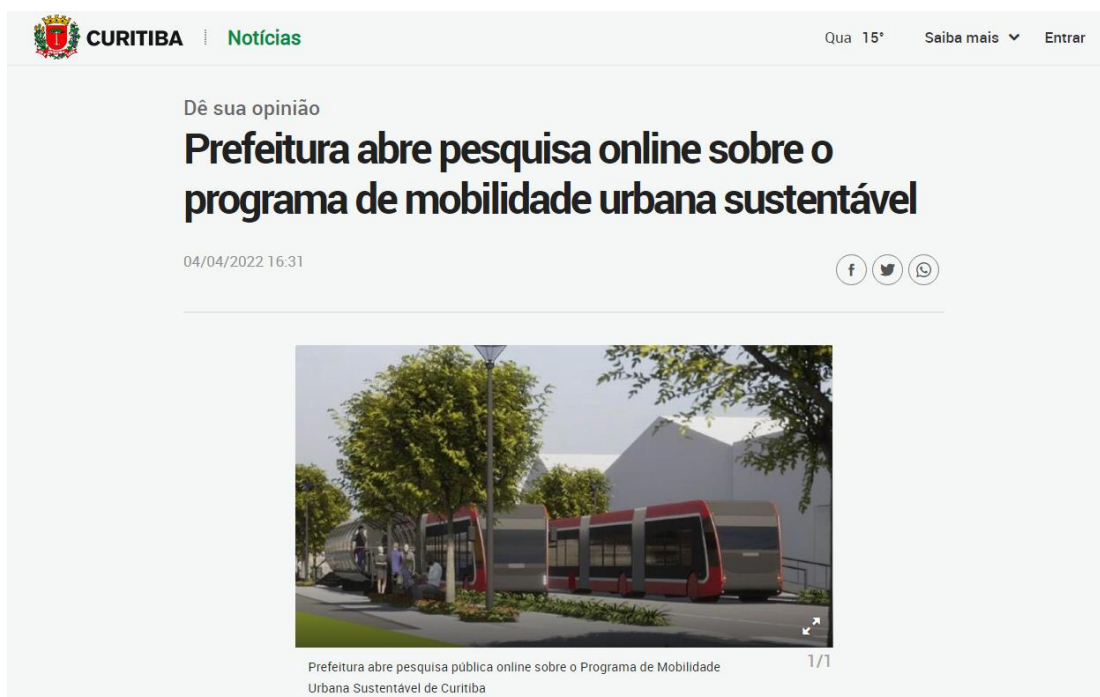 CURITIBA Notícias Qua 15° Saiba mais Entrar
Dê sua opinião
Prefeitura abre pesquisa online sobre o
programa de mobilidade urbana sustentável
04/04/2022 16:31
1/1
Prefeitura abre pesquisa pública online sobre o Programa de Mobilidade
Urbana Sustentável de Curitiba